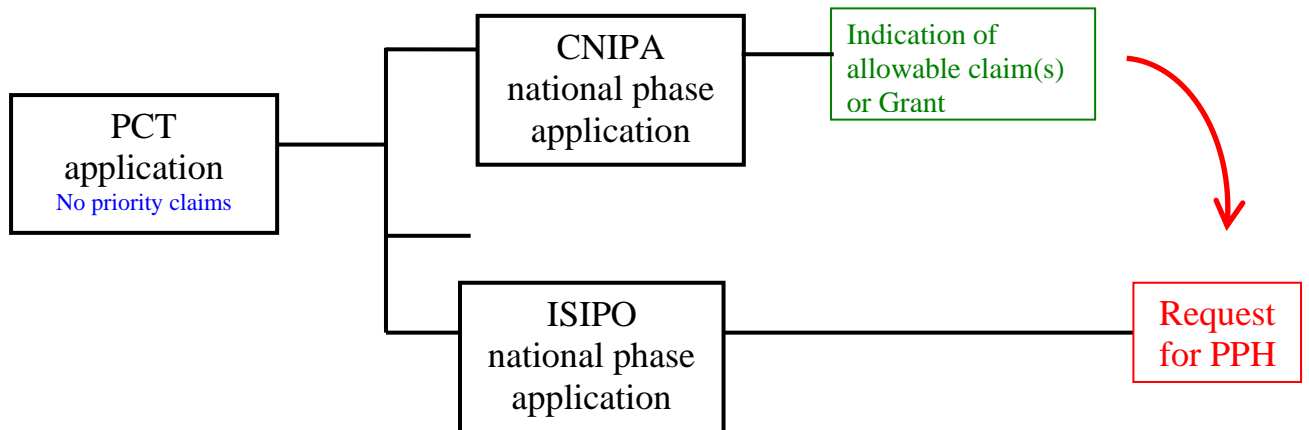 PCT
application
No priority claims
CNIPA
national phase
application
Indication of
allowable claim(s)
or Grant
ISIPO
national phase
application
Request
for PPH